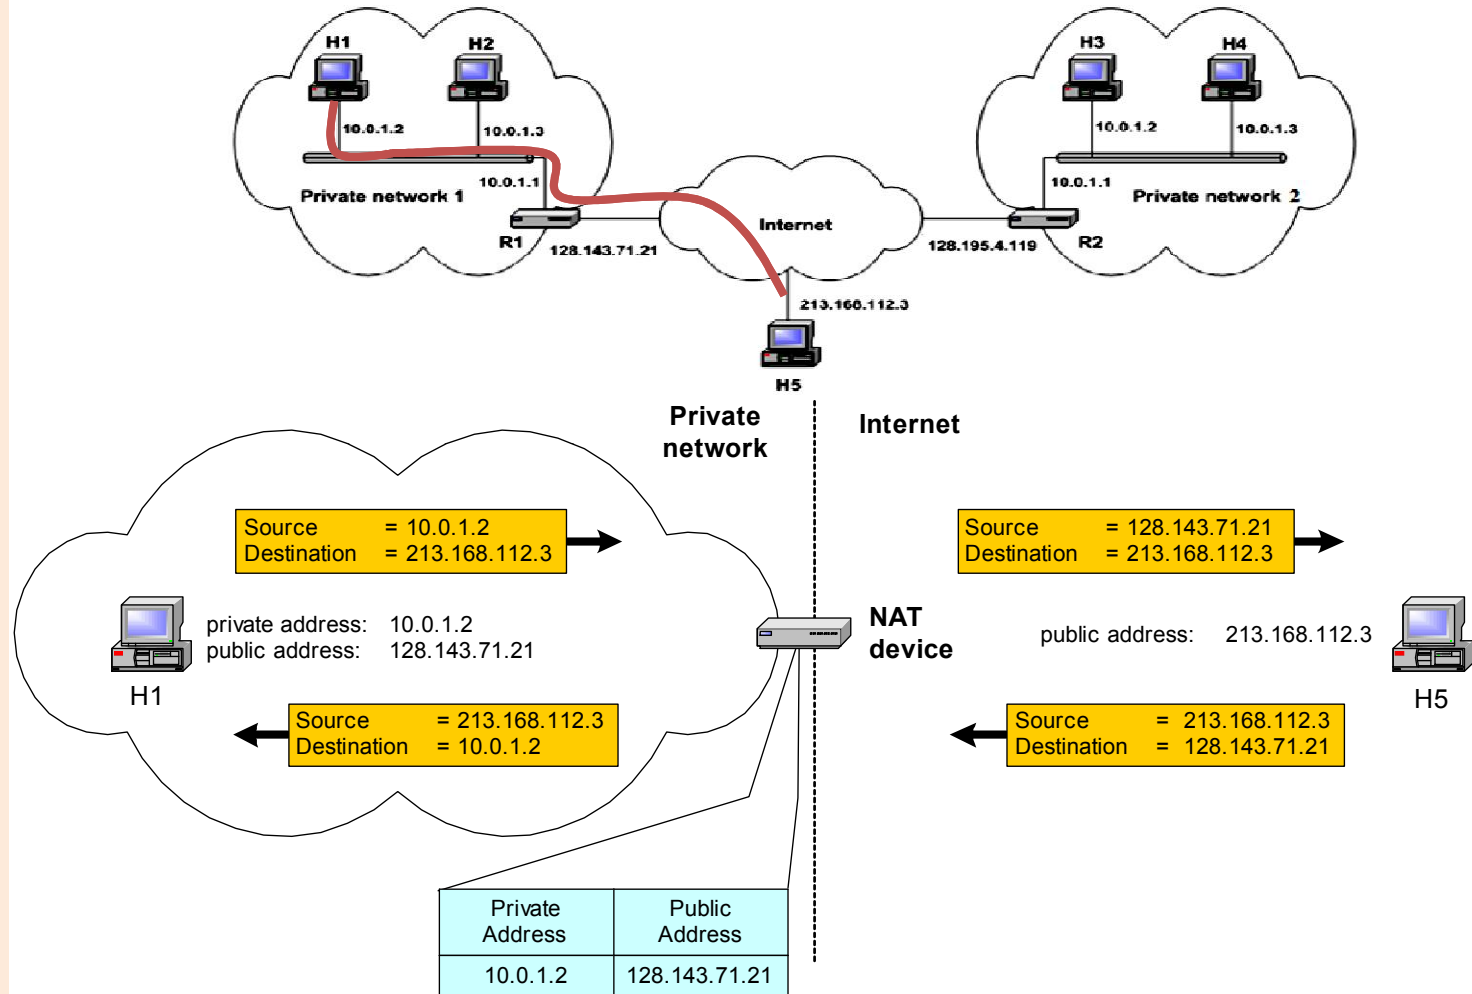 H1
H2
H3
H4
10.0.1.2
10.0.1.3
10.0.1.2
10.0.1.3
10.0.1.1
10.0.1.1
Private network 1
Private network 2
Internet
R1
128.143.71.21
128.195.4.119
R2
213.168.112.3
H5
Private
network
Internet
Source = 10.0.1.2
Destination = 213.168.112.3
Source = 128.143.71.21
Destination = 213.168.112.3
private address: 10.0.1.2
public address: 128.143.71.21
H1
NAT
device
public address: 213.168.112.3
H5
Source = 213.168.112.3
Destination = 10.0.1.2
Source = 213.168.112.3
Destination = 128.143.71.21
Private
Address
Public
Address
10.0.1.2
128.143.71.21